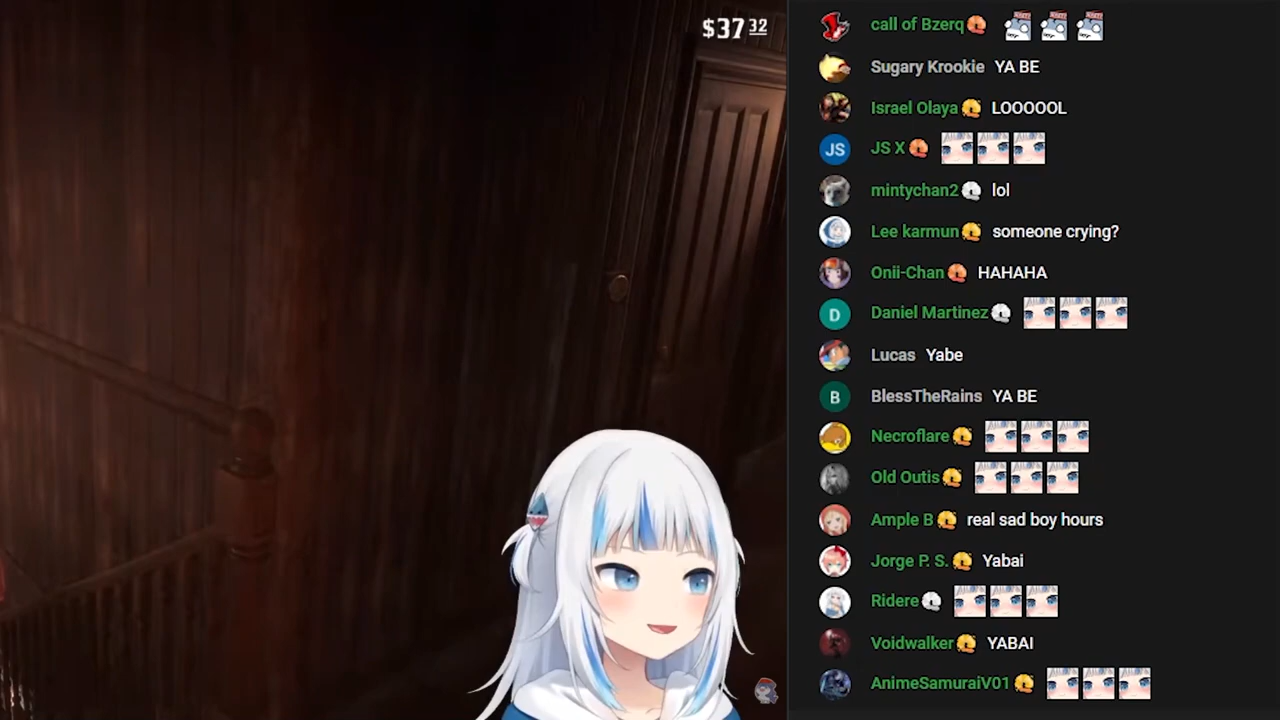 $37 32
call of Bzerq
Sugary Krookie YA BE
Israel Olaya LOOOOOL
JS JS X
mintychan2 lol
Lee karmun someone crying?
Onii-Chan HAHAHA
D Daniel Martinez
Lucas Yabe
B BlessTheRains YA BE
Necroflare
Old Outis
Ample B real sad boy hours
Jorge P. S. Yabai
Ridere
Voidwalker YABAI
AnimeSamuraiV01